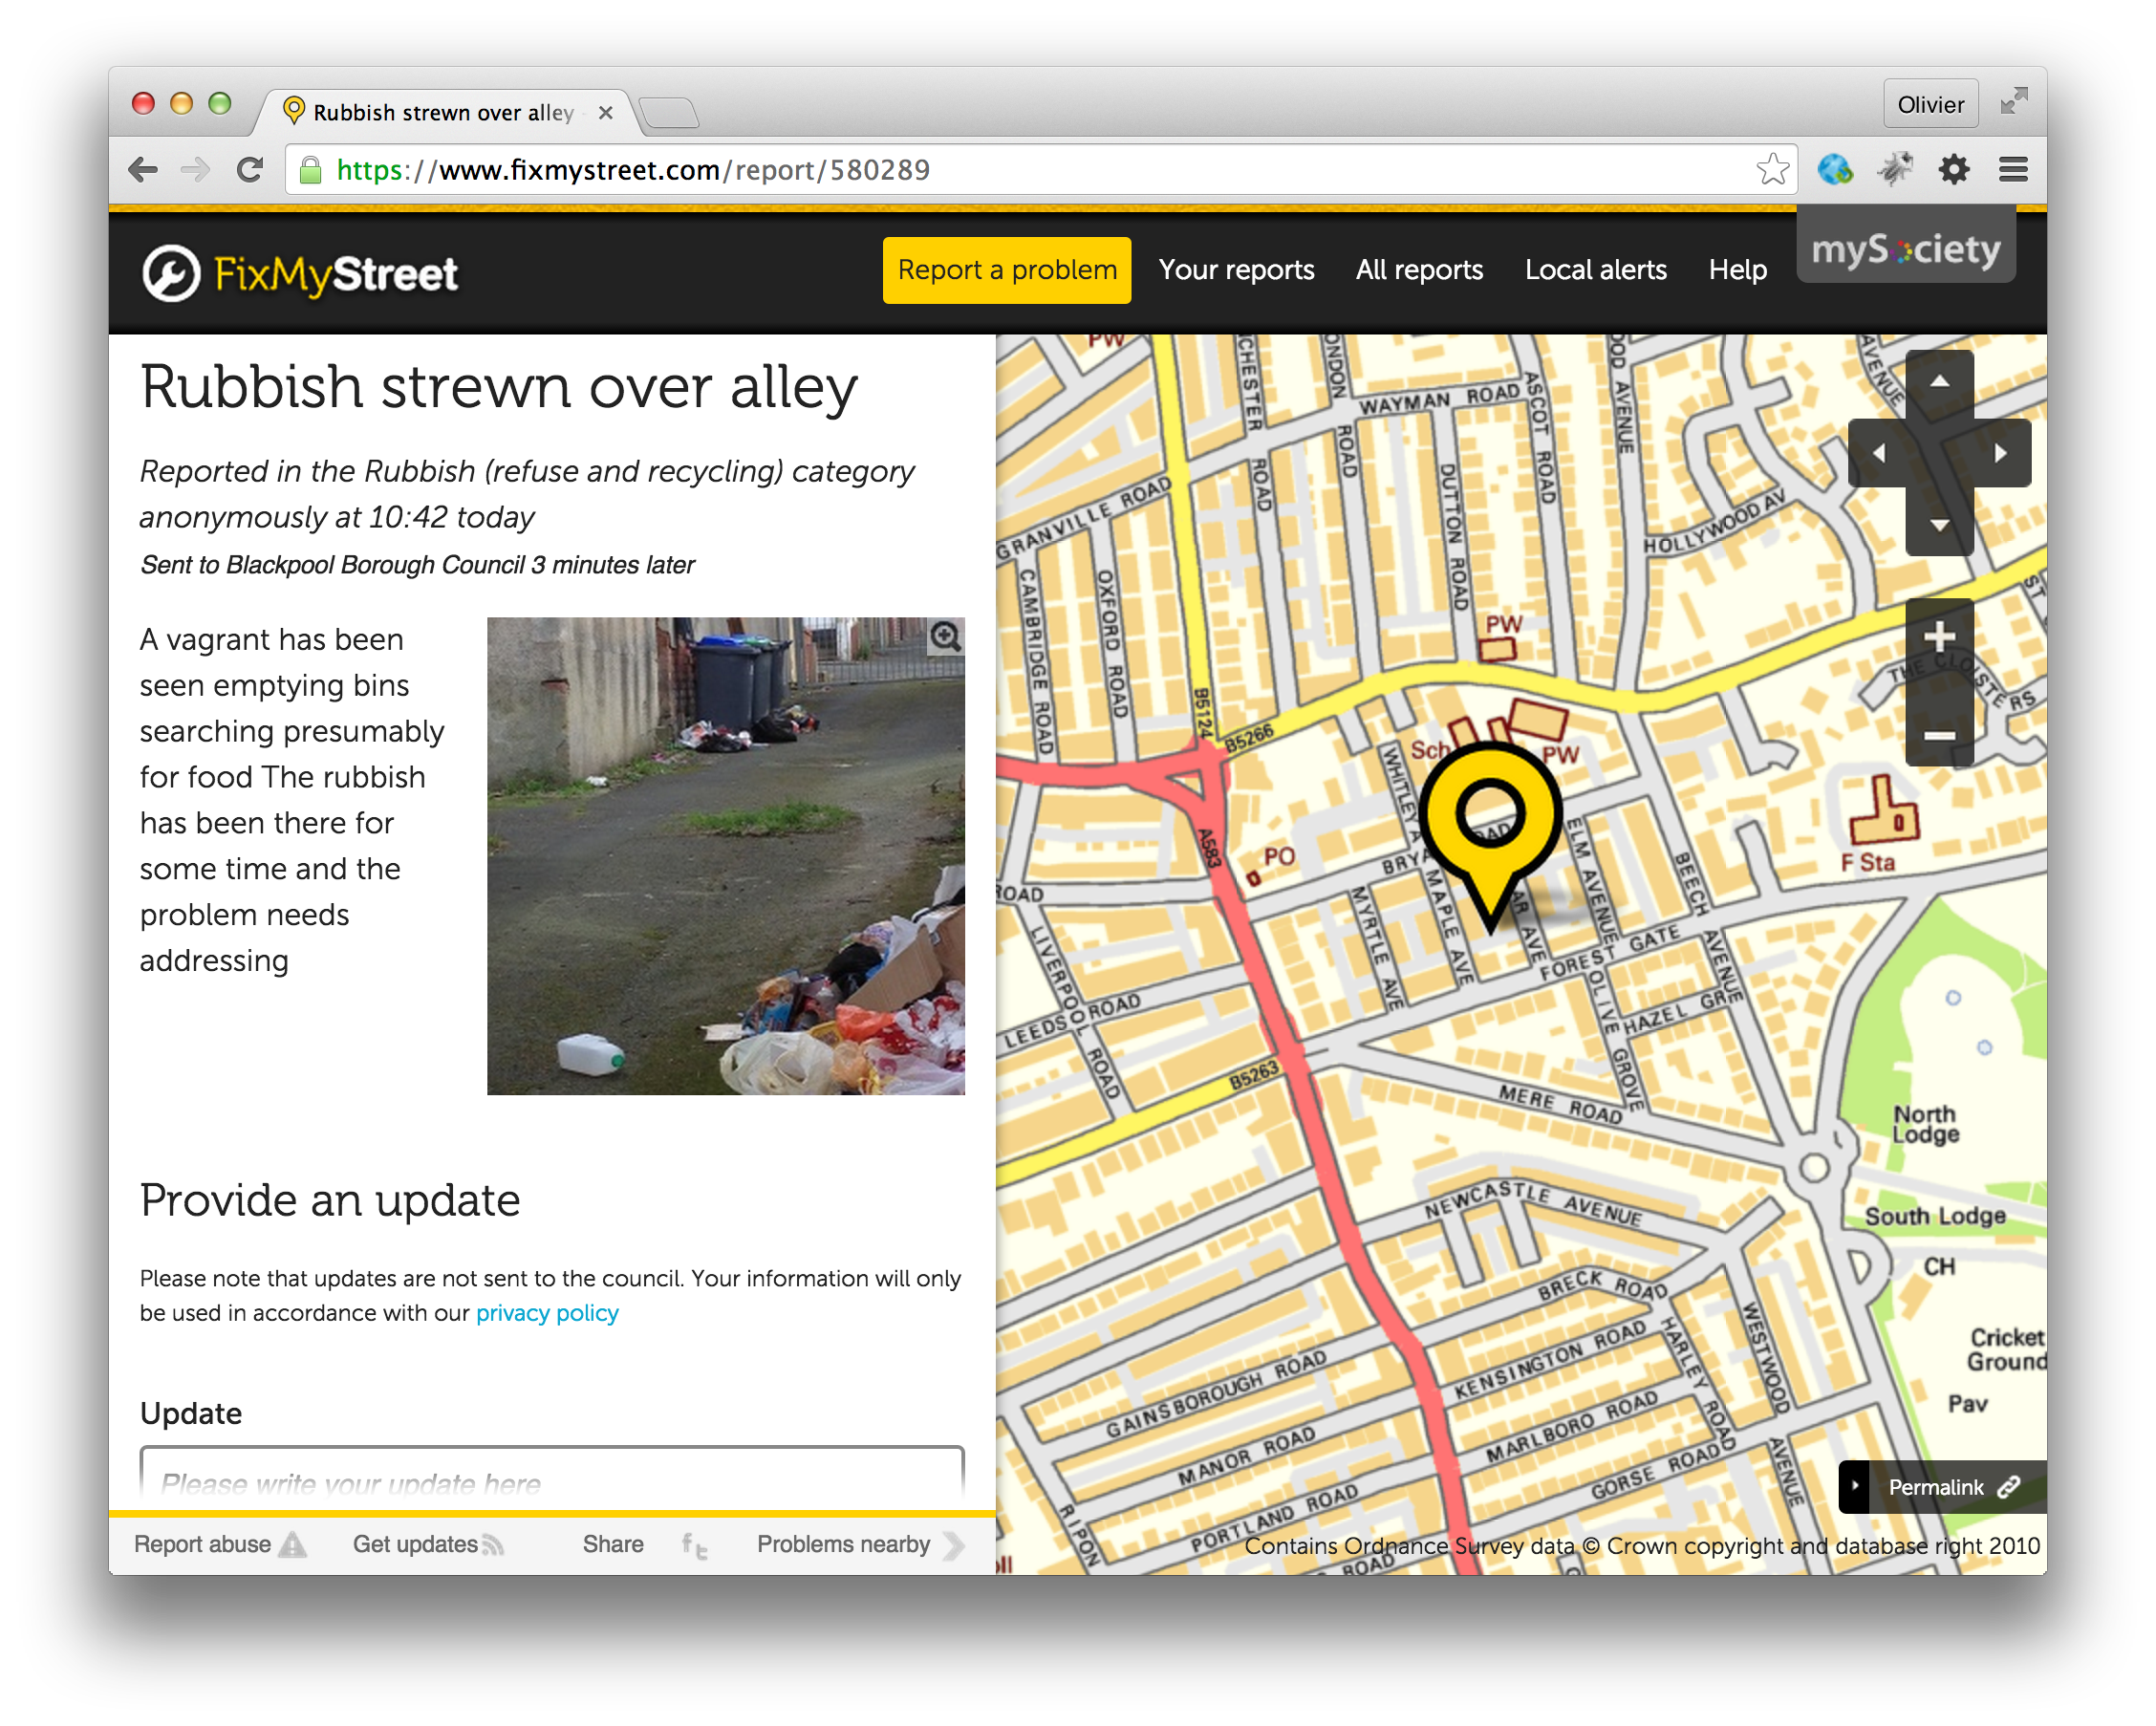 Rubbish strewn over alley -
Olivier
https://www.fixmystreet.com/report/580289
FixMyStreet
Report a problem
Your reports
All reports
Local alerts
Help
mySociety
Rubbish strewn over alley
Reported in the Rubbish (refuse and recycling) category
anonymously at 10:42 today
Sent to Blackpool Borough Council 3 minutes later
A vagrant has been
seen emptying bins
searching presumably
for food The rubbish
has been there for
some time and the
problem needs
addressing
Provide an update
Please note that updates are not sent to the council. Your information will only
be used in accordance with our privacy policy
Update
Please write your update here
Report abuse
Get updates
Share
Problems nearby
PW
CHESTER
ROAD
ONDON
ROAD
WAYMAN ROAD
ASCOT ROAD
OOD AVENUE
AVENUE
GRANVILLE ROAD
DUTTON ROAD
HOLLYWOOD AV
CAMBRIDGE ROAD
OXFORD ROAD
ST
PW
THE CLOISTERS
B5124
B5266
Sch
PW
WHITLEY A
OAD
ELM AVENUE
A583
PO
BRYA
F Sta
ROAD
MYRTLE AVE
MAPLE AVE
AR AVE
BEECH AVENUE
FOREST GATE
LIVERPOOL ROAD
LEEDS ROAD
OLIVE GROVE
HAZEL GR
B5263
MERE ROAD
North
Lodge
NEWCASTLE AVENUE
South Lodge
CH
BRECK ROAD
HARLEY ROAD
WESTWOOD
AVENUE
Cricket
Ground
KENSINGTON ROAD
GAINSBOROUGH ROAD
Pav
MARLBORO ROAD
MANOR ROAD
GORSE ROAD
RIPON
PORTLAND ROAD
ROAD
Permalink
Contains Ordnance Survey data © Crown copyright and database right 2010